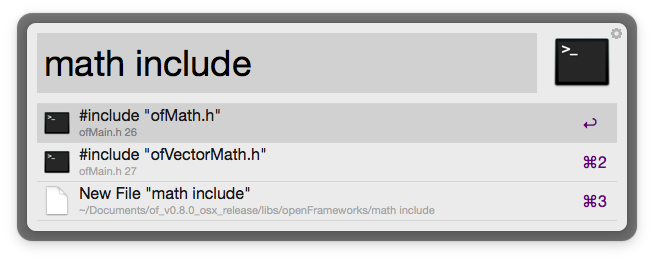 math include
>_
#include "ofMath.h"
ofMain.h 26
↩
#include "ofVectorMath.h"
ofMain.h 27
⌘2
New File "math include"
~/Documents/of_v0.8.0_osx_release/libs/openFrameworks/math include
⌘3